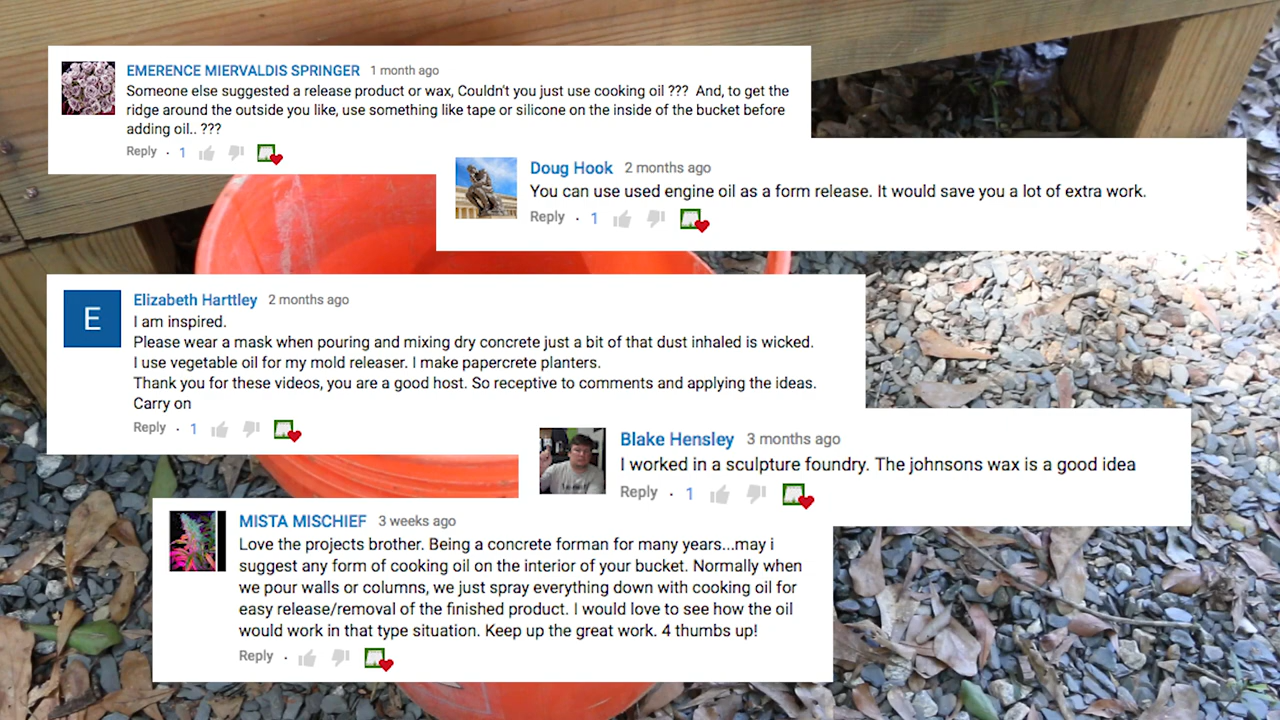 EMERENCE MIERVALDIS SPRINGER 1 month ago
Someone else suggested a release product or wax, Couldn't you just use cooking oil ??? And, to get the
ridge around the outside you like, use something like tape or silicone on the inside of the bucket before
adding oil.. ???
Reply · 1
Doug Hook 2 months ago
You can use used engine oil as a form release. It would save you a lot of extra work.
Reply · 1
E
Elizabeth Harttley 2 months ago
I am inspired.
Please wear a mask when pouring and mixing dry concrete just a bit of that dust inhaled is wicked.
I use vegetable oil for my mold releaser. I make papercrete planters.
Thank you for these videos, you are a good host. So receptive to comments and applying the ideas.
Carry on
Reply · 1
Blake Hensley 3 months ago
I worked in a sculpture foundry. The johnsons wax is a good idea
Reply · 1
MISTA MISCHIEF 3 weeks ago
Love the projects brother. Being a concrete forman for many years...may i
suggest any form of cooking oil on the interior of your bucket. Normally when
we pour walls or columns, we just spray everything down with cooking oil for
easy release/removal of the finished product. I would love to see how the oil
would work in that type situation. Keep up the great work. 4 thumbs up!
Reply ·